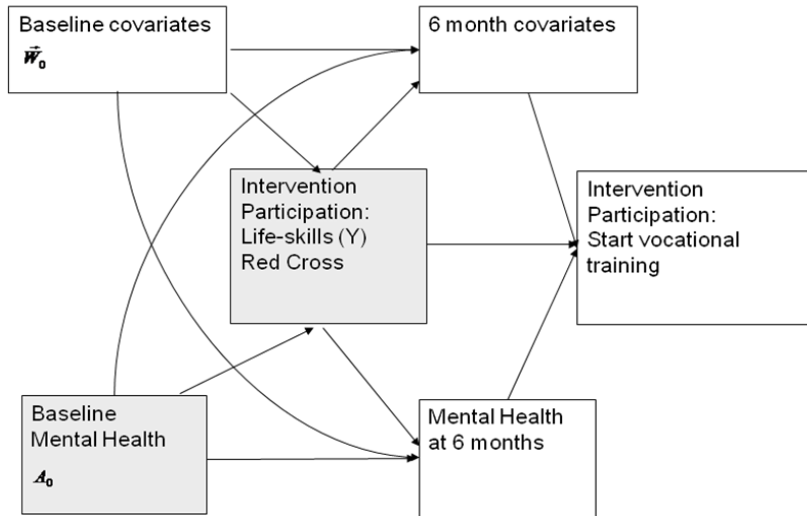 Baseline covariates
W⃗₀
6 month covariates
Intervention
Participation:
Life-skills (Y)
Red Cross
Intervention
Participation:
Start vocational
training
Baseline
Mental Health
A₀
Mental Health
at 6 months